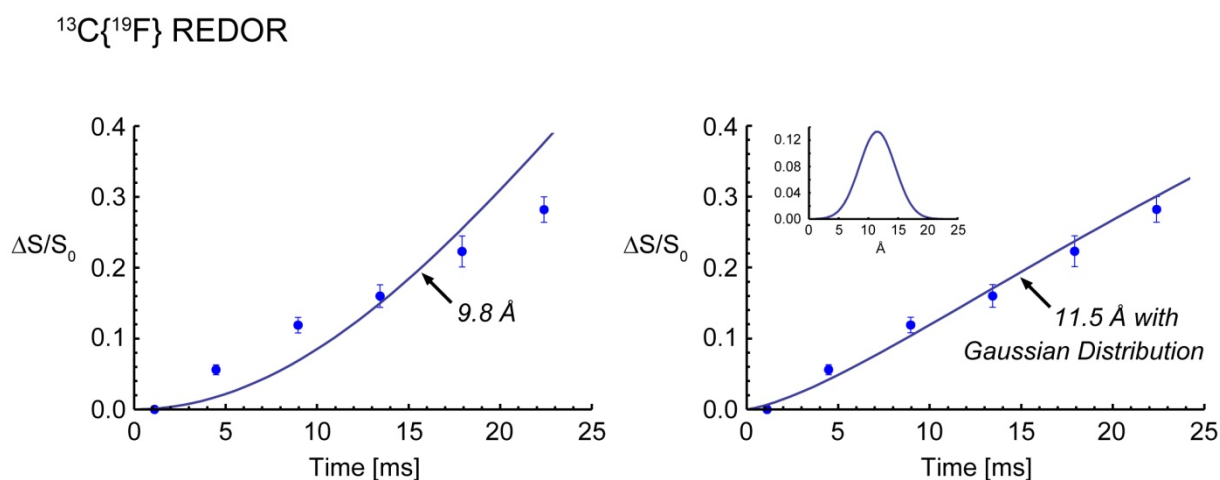 ¹³C{¹⁹F} REDOR
0.4
0.3
0.2
0.1
0.0
ΔS/S₀
9.8 Å
0 5 10 15 20 25
Time [ms]
0.4
0.3
0.2
0.1
0.0
ΔS/S₀
0.12
0.08
0.04
0.00
0 5 10 15 20 25
Å
11.5 Å with
Gaussian Distribution
0 5 10 15 20 25
Time [ms]